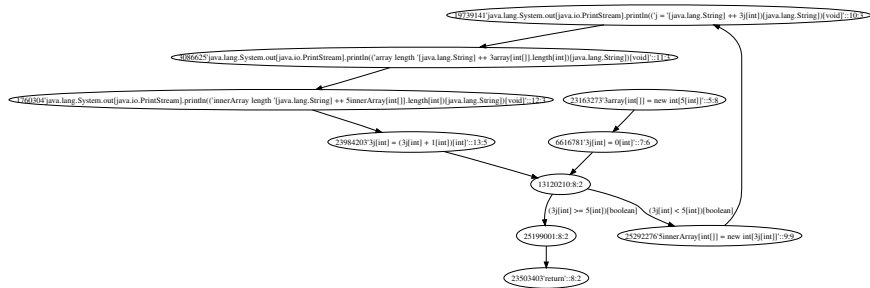 19739141'java.lang.System.out[java.io.PrintStream].println(('j = '[java.lang.String] ++ 3j[int])[java.lang.String])[void]'::10:3
3086625'java.lang.System.out[java.io.PrintStream].println(('array length '[java.lang.String] ++ 3array[int[]].length[int])[java.lang.String])[void]'::11:3
1760304'java.lang.System.out[java.io.PrintStream].println(('innerArray length '[java.lang.String] ++ 5innerArray[int[]].length[int])[java.lang.String])[void]'::12:3
23163273'3array[int[]] = new int[5[int]]'::5:8
23984203'3j[int] = (3j[int] + 1[int])[int]'::13:5
6616781'3j[int] = 0[int]'::7:6
13120210:8:2
(3j[int] >= 5[int])[boolean]
(3j[int] < 5[int])[boolean]
25199001:8:2
25292276'5innerArray[int[]] = new int[3j[int]]'::9:9
23503403'return'::8:2